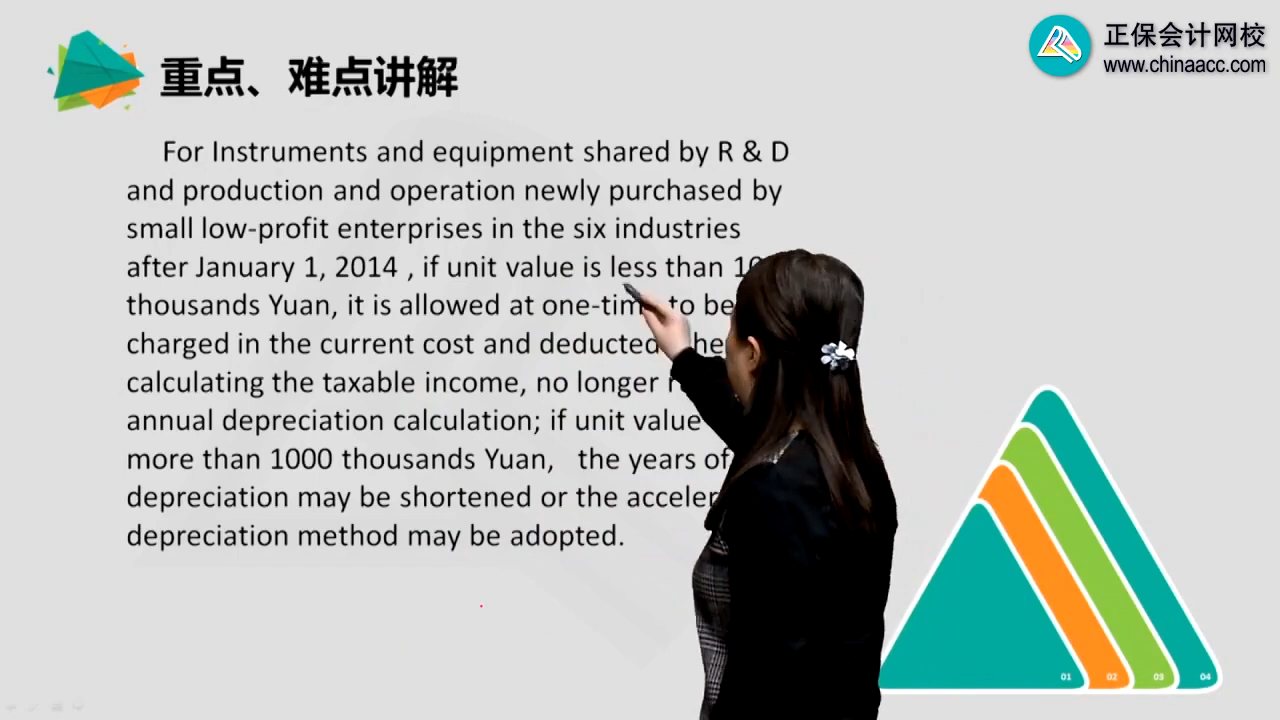 正保会计网校
www.chinaacc.com
重点、难点讲解
For Instruments and equipment shared by R & D
and production and operation newly purchased by
small low-profit enterprises in the six industries
after January 1, 2014 , if unit value is less than
thousands Yuan, it is allowed at one-time to be
charged in the current cost and deducted
calculating the taxable income, no longer
annual depreciation calculation; if unit value
more than 1000 thousands Yuan, the years of
depreciation may be shortened or the
depreciation method may be adopted.
01 02 03 04